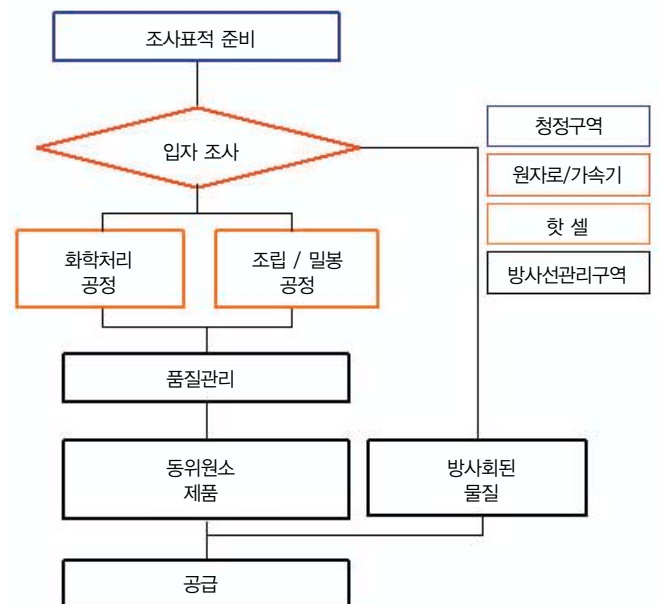 조사표적 준비
입자 조사
화학처리
공정
조립 / 밀봉
공정
품질관리
동위원소
제품
방사회된
물질
공급
청정구역
원자로/가속기
핫 셀
방사선관리구역